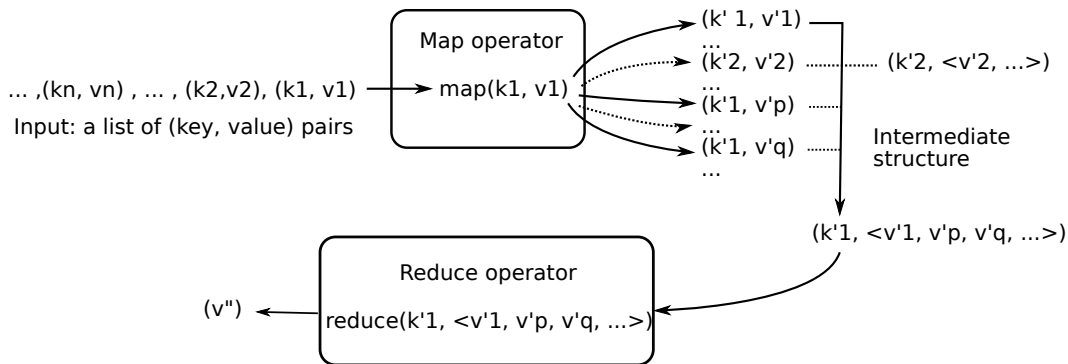 Map operator
... ,(kn, vn) , ... , (k2,v2), (k1, v1)
map(k1, v1)
Input: a list of (key, value) pairs
(k' 1, v'1)
...
(k'2, v'2)
(k'2, <v'2, ...>)
...
(k'1, v'p)
...
(k'1, v'q)
...
Intermediate
structure
(k'1, <v'1, v'p, v'q, ...>)
Reduce operator
reduce(k'1, <v'1, v'p, v'q, ...>)
(v")